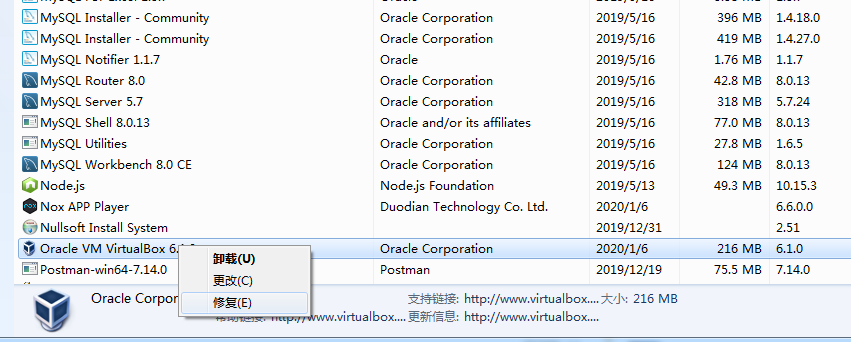 MySQL Installer - Community Oracle Corporation 2019/5/16 396 MB 1.4.18.0
MySQL Installer - Community Oracle Corporation 2019/5/16 419 MB 1.4.27.0
MySQL Notifier 1.1.7 Oracle 2019/5/16 1.76 MB 1.1.7
MySQL Router 8.0 Oracle Corporation 2019/5/16 42.8 MB 8.0.13
MySQL Server 5.7 Oracle Corporation 2019/5/16 318 MB 5.7.24
MySQL Shell 8.0.13 Oracle and/or its affiliates 2019/5/16 77.0 MB 8.0.13
MySQL Utilities Oracle Corporation 2019/5/16 27.8 MB 1.6.5
MySQL Workbench 8.0 CE Oracle Corporation 2019/5/16 124 MB 8.0.13
Node.js Node.js Foundation 2019/5/13 49.3 MB 10.15.3
Nox APP Player Duodian Technology Co. Ltd. 2020/1/6 6.6.0.0
Nullsoft Install System 2019/12/31 2.51
Oracle VM VirtualBox Oracle Corporation 2020/1/6 216 MB 6.1.0
卸载(U)
Postman-win64-7.14.0 Postman 2019/12/19 75.5 MB 7.14.0
更改(C)
Oracle Corpor 支持链接: http://www.virtualbox.... 大小: 216 MB
修复(E)
帮助链接: http://www.virtualbox.... 更新信息: http://www.virtualbox....